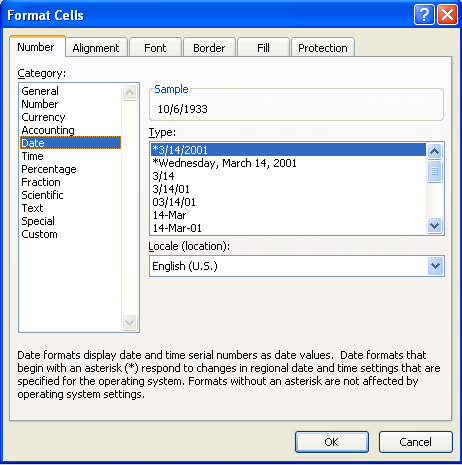 Format Cells
Number Alignment Font Border Fill Protection
Category:
General
Number
Currency
Accounting
Date
Time
Percentage
Fraction
Scientific
Text
Special
Custom
Sample
10/6/1933
Type:
*3/14/2001
*Wednesday, March 14, 2001
3/14
3/14/01
03/14/01
14-Mar
14-Mar-01
Locale (location):
English (U.S.)
Date formats display date and time serial numbers as date values.  Date formats that
begin with an asterisk (*) respond to changes in regional date and time settings that are
specified for the operating system. Formats without an asterisk are not affected by
operating system settings.
OK Cancel